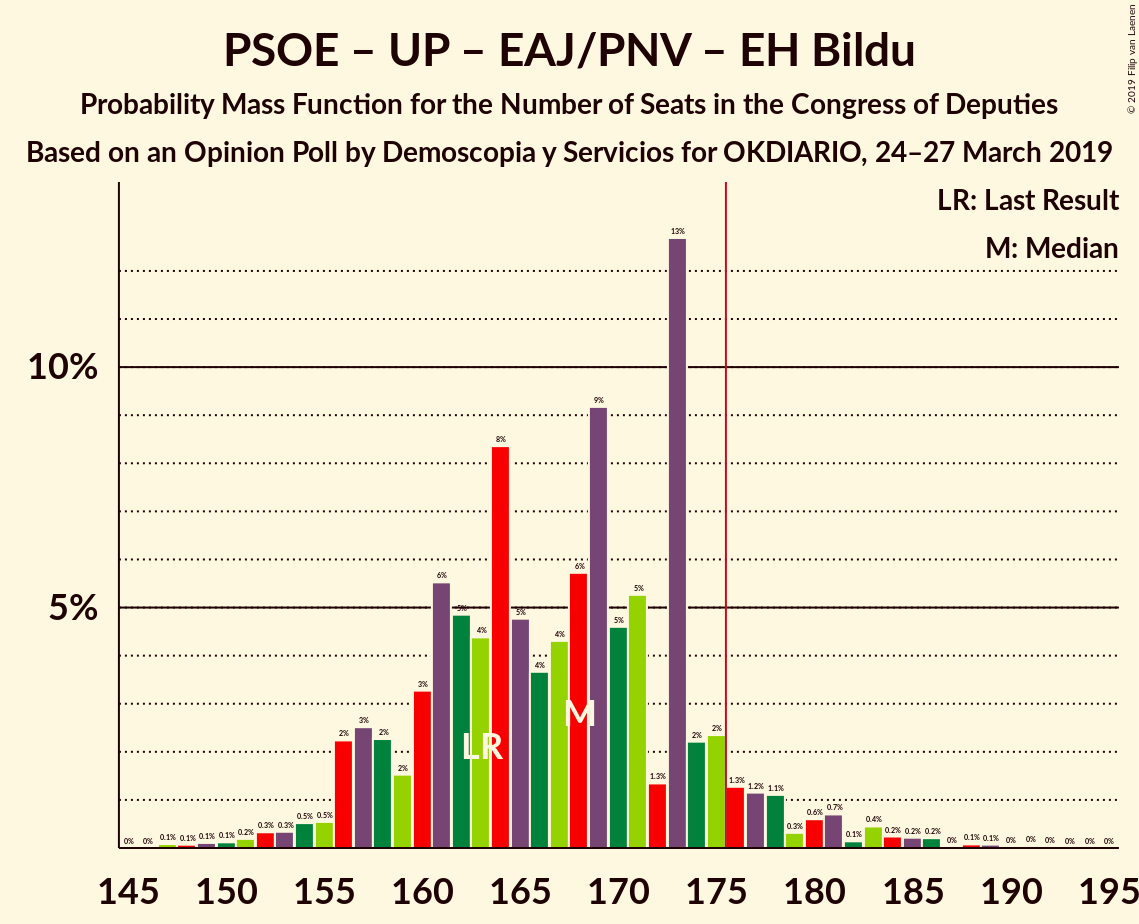 PSOE – UP – EAJ/PNV – EH Bildu
Probability Mass Function for the Number of Seats in the Congress of Deputies
Based on an Opinion Poll by Demoscopia y Servicios for OKDIARIO, 24–27 March 2019
© 2019 Filip van Laenen
LR: Last Result
M: Median
10%
5%
0% 0% 0.1% 0.1% 0.1% 0.1% 0.2% 0.3% 0.3% 0.5% 0.5% 2% 3% 2% 2% 3% 6% 5% 4% 8% 5% 4% 4% 6% 9% 5% 5% 1.3% 13% 2% 2% 1.3% 1.2% 1.1% 0.3% 0.6% 0.7% 0.1% 0.4% 0.2% 0.2% 0.2% 0% 0.1% 0.1% 0% 0% 0% 0% 0% 0%
M
LR
145 150 155 160 165 170 175 180 185 190 195